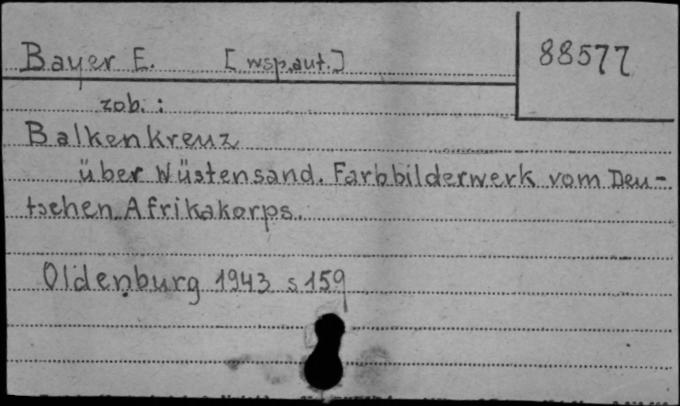 Bayer E. [wsp.aut.] 88577
zob.:
Balkenkreuz
über Wüstensand. Farbbilderwerk vom Deu-
tschen Afrikakorps.
Oldenburg 1943 s 159